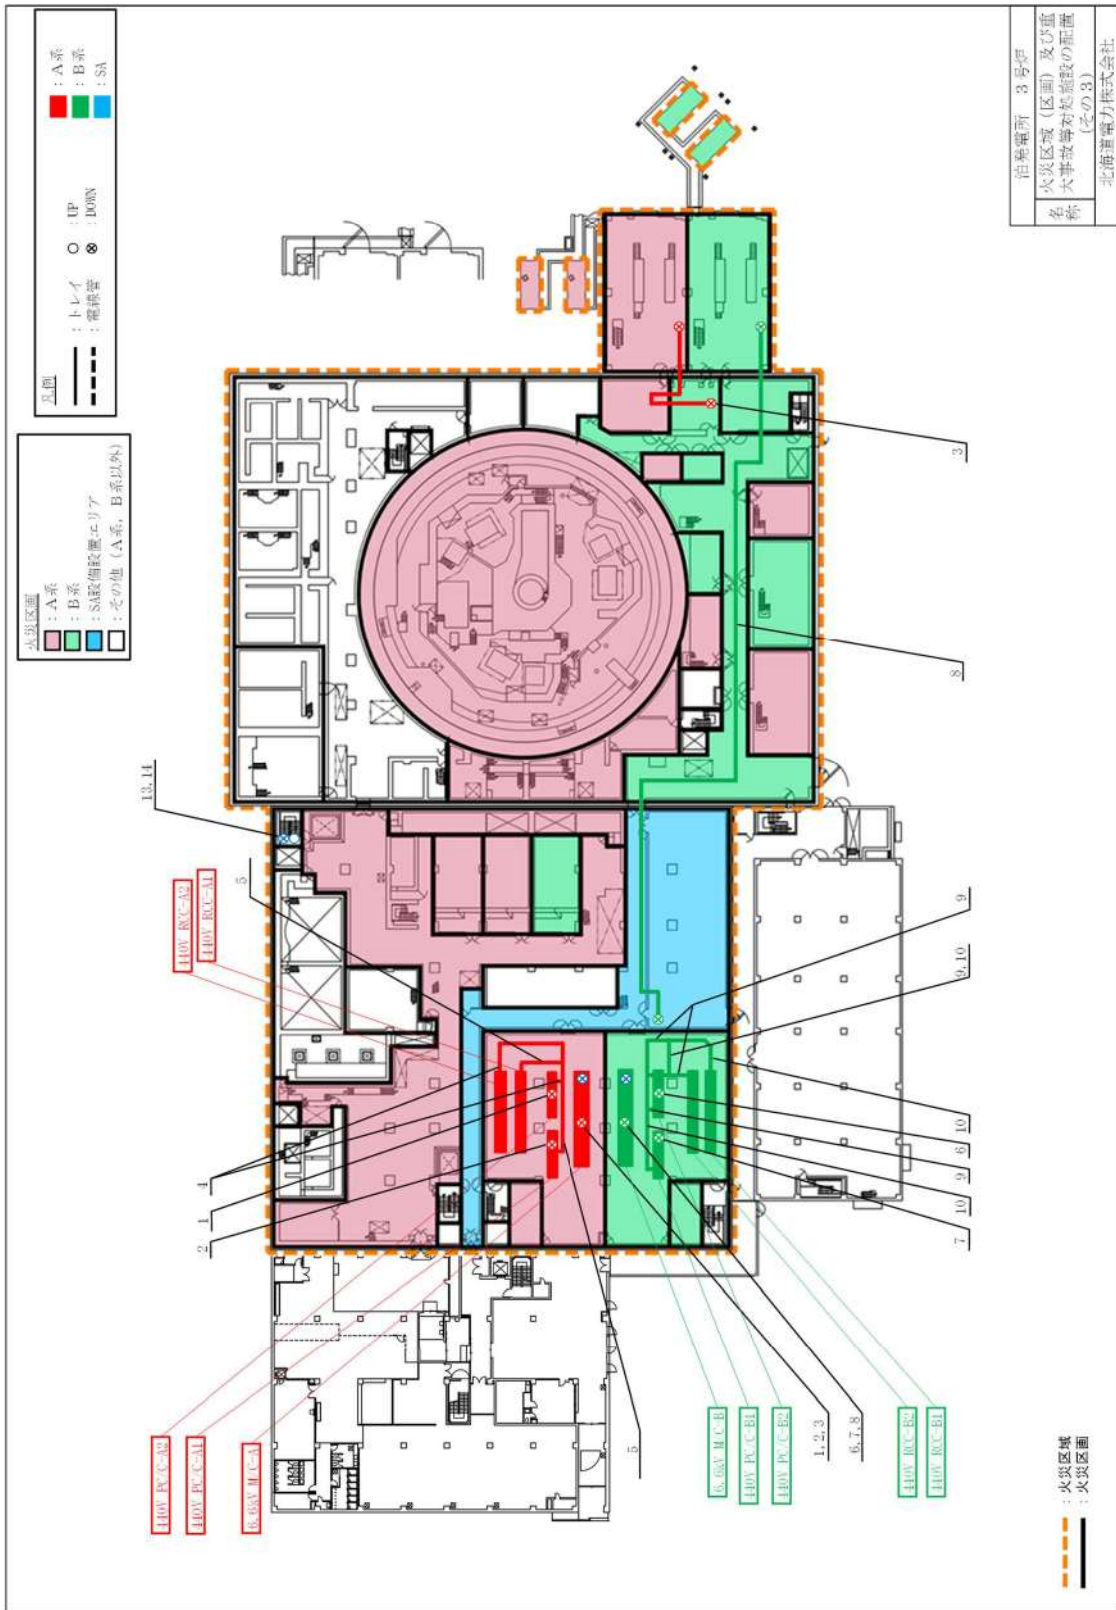 凡例
: トレイ
: 電線管
○ : UP
⊗ : DOWN
: A系
: B系
: SA
火災区画
: A系
: B系
: SA設備設置エリア
: その他 (A系, B系以外)
13,14
440V RCC-A2
440V RCC-A1
5
4
1
2
440V PC/C-A2
440V PC/C-A1
6.6kV M/C-A
3
8
9
9,10
10
6
9
10
7
5
1,2,3
6,7,8
6.6kV M/C-B
440V PC/C-B1
440V PC/C-B2
440V RCC-B2
440V RCC-B1
: 火災区域
: 火災区画
泊発電所 3号炉
名称
火災区域 (区画) 及び重
大事故等対処施設の配置
(その3)
北海道電力株式会社